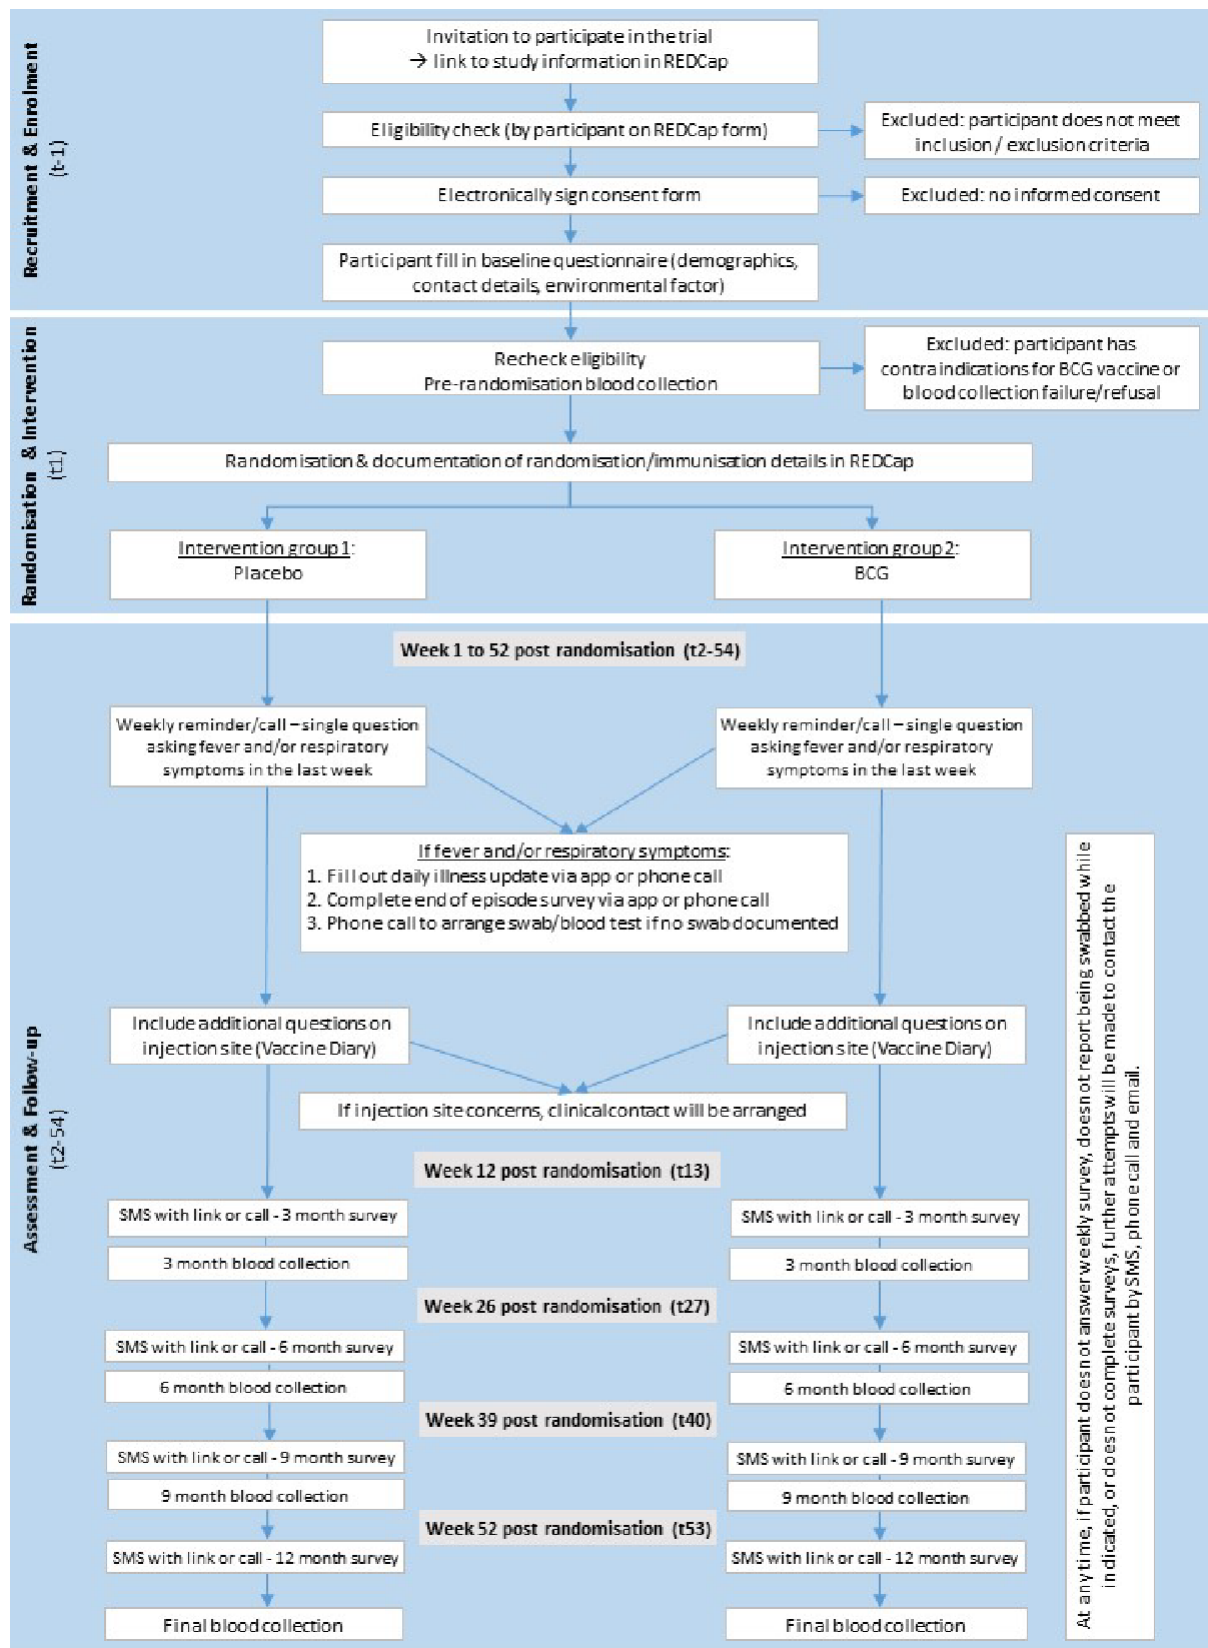 Recruitment & Enrolment
(t-1)
Invitation to participate in the trial
→ link to study information in REDCap
Eligibility check (by participant on REDCap form)
Excluded: participant does not meet
inclusion / exclusion criteria
Electronically sign consent form
Excluded: no informed consent
Participant fill in baseline questionnaire (demographics,
contact details, environmental factor)
Randomisation & Intervention
(t1)
Recheck eligibility
Pre-randomisation blood collection
Excluded: participant has
contraindications for BCG vaccine or
blood collection failure/refusal
Randomisation & documentation of randomisation/immunisation details in REDCap
Intervention group 1:
Placebo
Intervention group 2:
BCG
Assessment & Follow-up
(t2-54)
Week 1 to 52 post randomisation (t2-54)
Weekly reminder/call – single question
asking fever and/or respiratory
symptoms in the last week
Weekly reminder/call – single question
asking fever and/or respiratory
symptoms in the last week
If fever and/or respiratory symptoms:
1. Fill out daily illness update via app or phone call
2. Complete end of episode survey via app or phone call
3. Phone call to arrange swab/blood test if no swab documented
Include additional questions on
injection site (Vaccine Diary)
Include additional questions on
injection site (Vaccine Diary)
If injection site concerns, clinical contact will be arranged
Week 12 post randomisation (t13)
SMS with link or call - 3 month survey
SMS with link or call - 3 month survey
3 month blood collection
3 month blood collection
Week 26 post randomisation (t27)
SMS with link or call - 6 month survey
SMS with link or call - 6 month survey
6 month blood collection
6 month blood collection
Week 39 post randomisation (t40)
SMS with link or call - 9 month survey
SMS with link or call - 9 month survey
9 month blood collection
9 month blood collection
Week 52 post randomisation (t53)
SMS with link or call - 12 month survey
SMS with link or call - 12 month survey
Final blood collection
Final blood collection
At any time, if participant does not answer weekly survey, does not report being swabbed while
indicated, or does not complete surveys, further attempts will be made to contact the
participant by SMS, phone call and email.